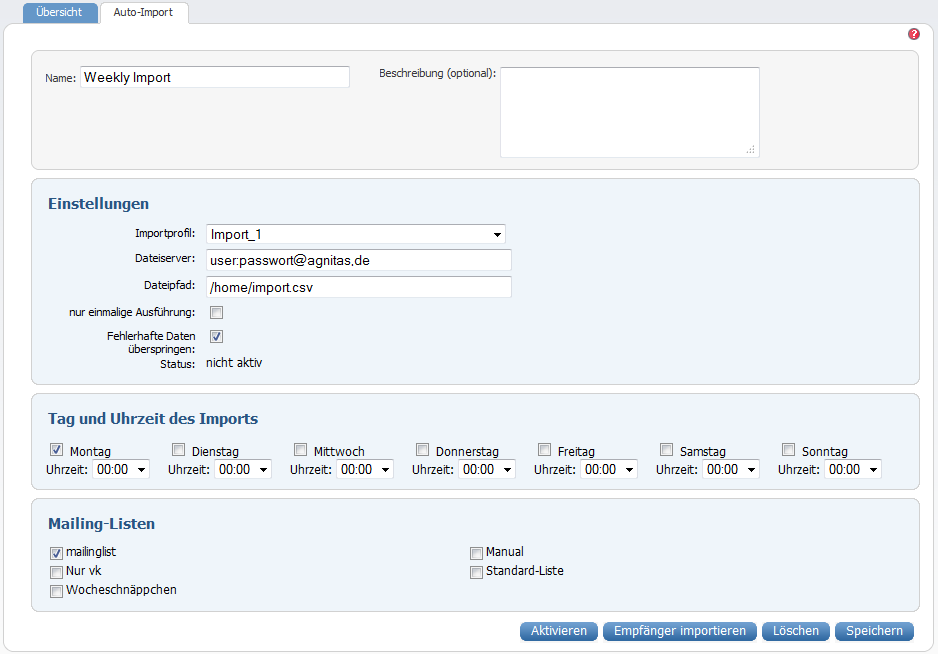 Übersicht Auto-Import
?
Name: Weekly Import Beschreibung (optional):
Einstellungen
Importprofil: Import_1
Dateiserver: user:passwort@agnitas.de
Dateipfad: /home/import.csv
nur einmalige Ausführung:
Fehlerhafte Daten
überspringen:
Status: nicht aktiv
Tag und Uhrzeit des Imports
Montag Dienstag Mittwoch Donnerstag Freitag Samstag Sonntag
Uhrzeit: 00:00 Uhrzeit: 00:00 Uhrzeit: 00:00 Uhrzeit: 00:00 Uhrzeit: 00:00 Uhrzeit: 00:00 Uhrzeit: 00:00
Mailing-Listen
mailinglist Manual
Nur vk Standard-Liste
Wocheschnäppchen
Aktivieren Empfänger importieren Löschen Speichern